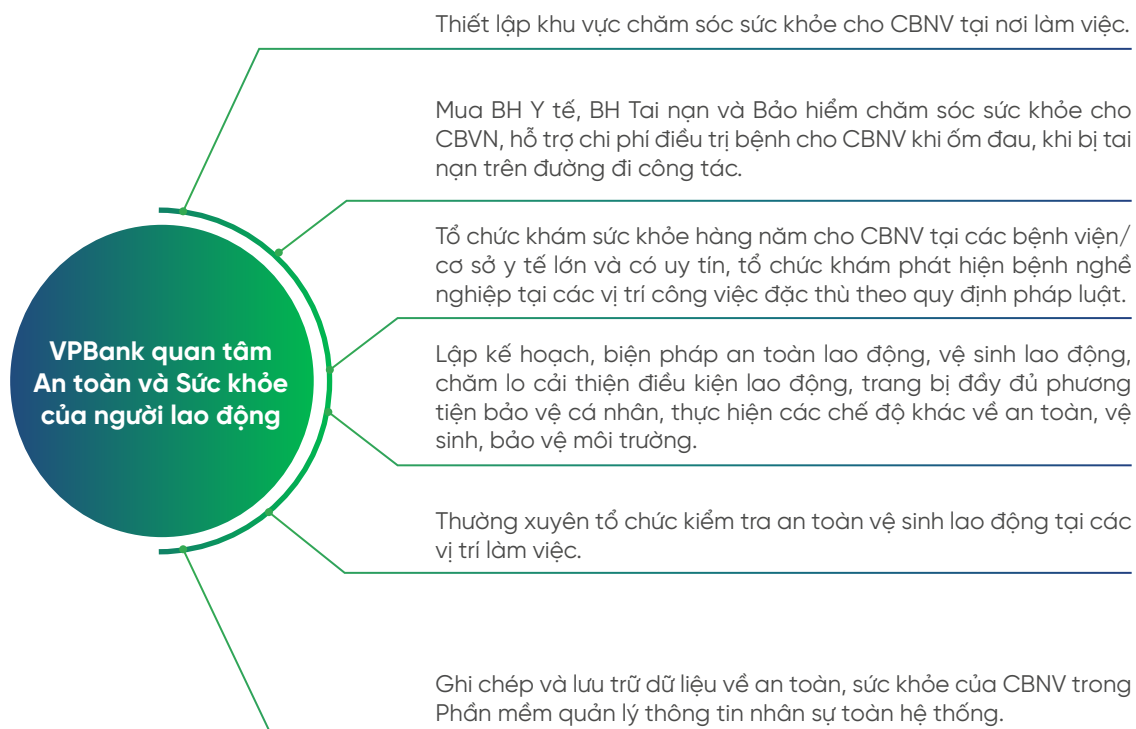 Thiết lập khu vực chăm sóc sức khỏe cho CBNV tại nơi làm việc.
Mua BH Y tế, BH Tai nạn và Bảo hiểm chăm sóc sức khỏe cho
CBVN, hỗ trợ chi phí điều trị bệnh cho CBNV khi ốm đau, khi bị tai
nạn trên đường đi công tác.
Tổ chức khám sức khỏe hàng năm cho CBNV tại các bệnh viện/
cơ sở y tế lớn và có uy tín, tổ chức khám phát hiện bệnh nghề
nghiệp tại các vị trí công việc đặc thù theo quy định pháp luật.
VPBank quan tâm
An toàn và Sức khỏe
của người lao động
Lập kế hoạch, biện pháp an toàn lao động, vệ sinh lao động,
chăm lo cải thiện điều kiện lao động, trang bị đầy đủ phương
tiện bảo vệ cá nhân, thực hiện các chế độ khác về an toàn, vệ
sinh, bảo vệ môi trường.
Thường xuyên tổ chức kiểm tra an toàn vệ sinh lao động tại các
vị trí làm việc.
Ghi chép và lưu trữ dữ liệu về an toàn, sức khỏe của CBNV trong
Phần mềm quản lý thông tin nhân sự toàn hệ thống.